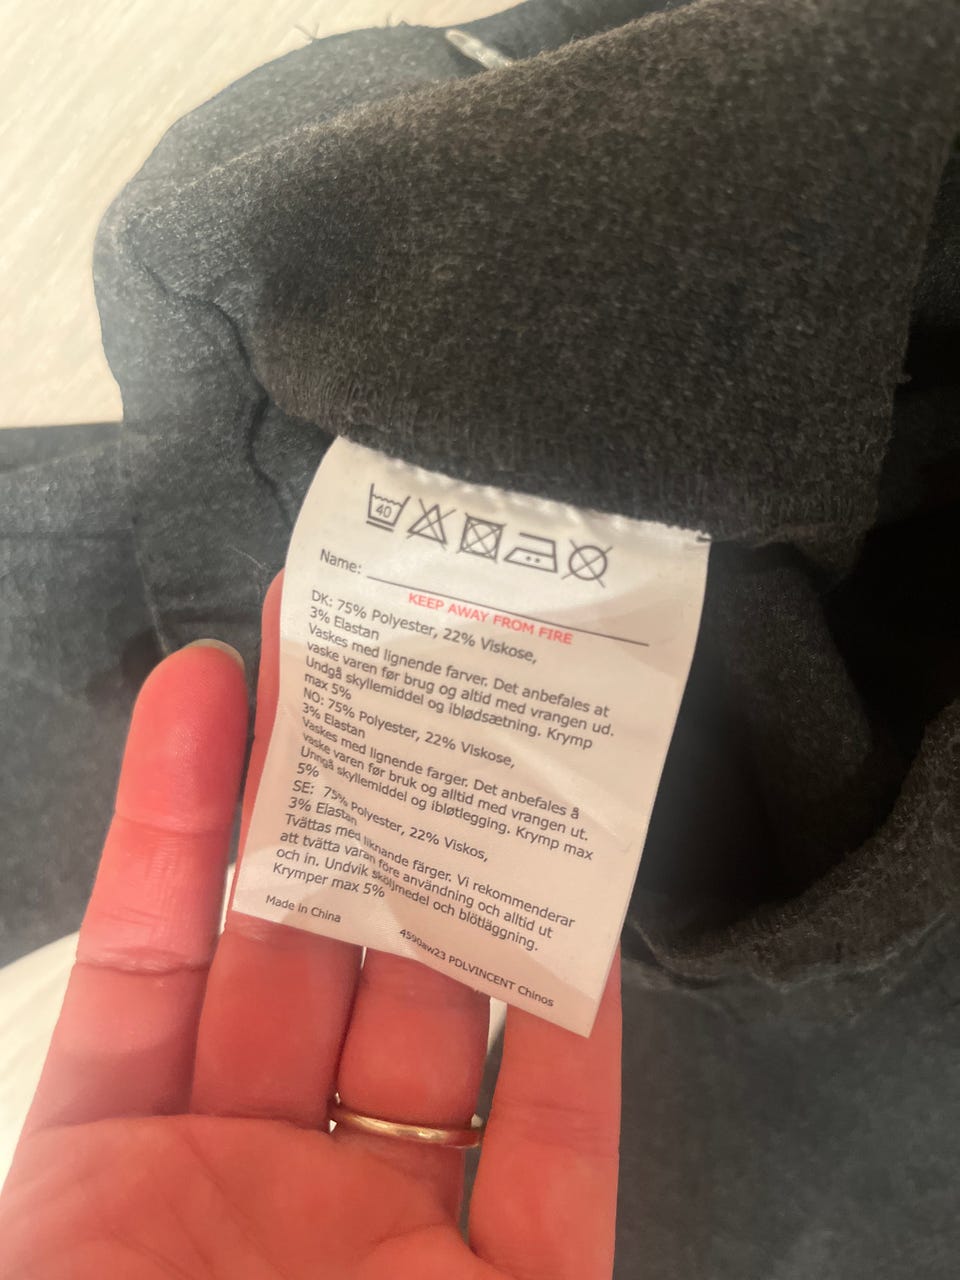 40
Name:
KEEP AWAY FROM FIRE
DK: 75% Polyester, 22% Viskose,
3% Elastan
Vaskes med lignende farver. Det anbefales at
vaske varen før brug og altid med vrangen ud.
Undgå skyllemiddel og iblødsætning. Krymp
max 5%
NO: 75% Polyester, 22% Viskose,
3% Elastan
Vaskes med lignende farger. Det anbefales å
vaske varen før bruk og alltid med vrangen ut.
Unngå skyllemiddel og ibløtlegging. Krymp max
5%
SE: 75% Polyester, 22% Viskos,
3% Elastan
Tvättas med liknande färger. Vi rekommenderar
att tvätta varan före användning och alltid ut
och in. Undvik sköljmedel och blötläggning.
Krymper max 5%
Made in China
4590aw23 PDLVINCENT Chinos